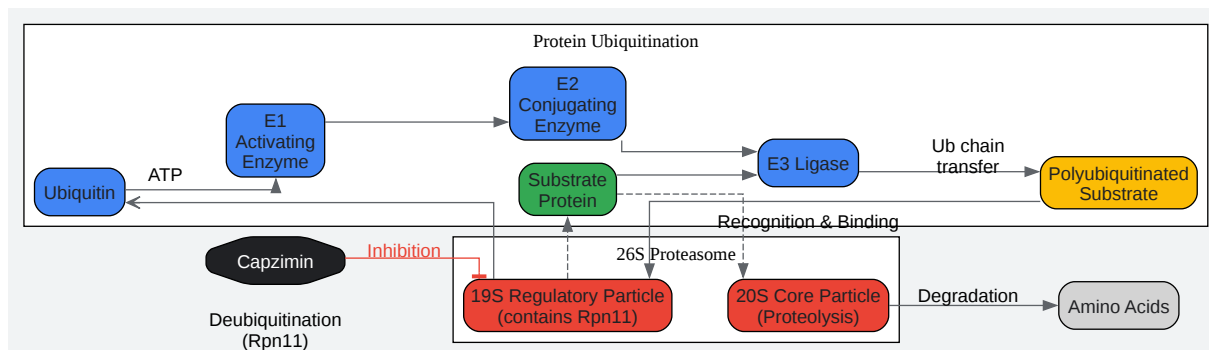 Protein Ubiquitination
E2
Conjugating
Enzyme
E1
Activating
Enzyme
E3 Ligase
Ub chain
transfer
ATP
Ubiquitin
Substrate
Protein
Polyubiquitinated
Substrate
Recognition & Binding
Capzimin
Inhibition
26S Proteasome
19S Regulatory Particle
(contains Rpn11)
20S Core Particle
(Proteolysis)
Degradation
Amino Acids
Deubiquitination
(Rpn11)